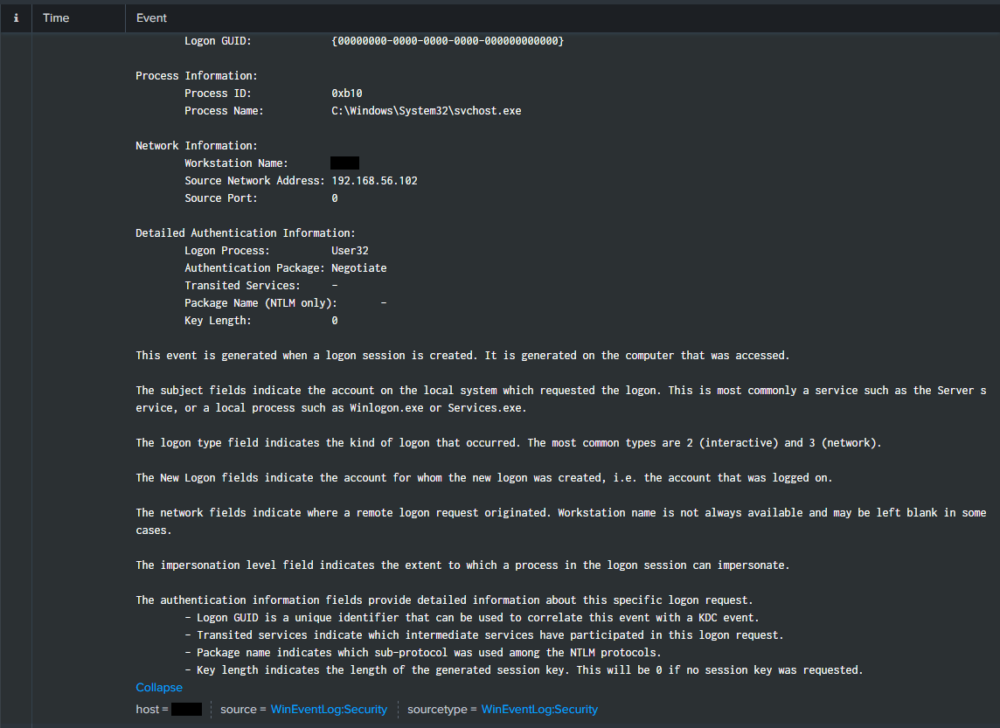 i Time Event
Logon GUID: {00000000-0000-0000-0000-000000000000}
Process Information:
Process ID: 0xb10
Process Name: C:\Windows\System32\svchost.exe
Network Information:
Workstation Name:
Source Network Address: 192.168.56.102
Source Port: 0
Detailed Authentication Information:
Logon Process: User32
Authentication Package: Negotiate
Transited Services: -
Package Name (NTLM only): -
Key Length: 0
This event is generated when a logon session is created. It is generated on the computer that was accessed.
The subject fields indicate the account on the local system which requested the logon. This is most commonly a service such as the Server s
ervice, or a local process such as Winlogon.exe or Services.exe.
The logon type field indicates the kind of logon that occurred. The most common types are 2 (interactive) and 3 (network).
The New Logon fields indicate the account for whom the new logon was created, i.e. the account that was logged on.
The network fields indicate where a remote logon request originated. Workstation name is not always available and may be left blank in some
cases.
The impersonation level field indicates the extent to which a process in the logon session can impersonate.
The authentication information fields provide detailed information about this specific logon request.
- Logon GUID is a unique identifier that can be used to correlate this event with a KDC event.
- Transited services indicate which intermediate services have participated in this logon request.
- Package name indicates which sub-protocol was used among the NTLM protocols.
- Key length indicates the length of the generated session key. This will be 0 if no session key was requested.
Collapse
host = source = WinEventLog:Security sourcetype = WinEventLog:Security